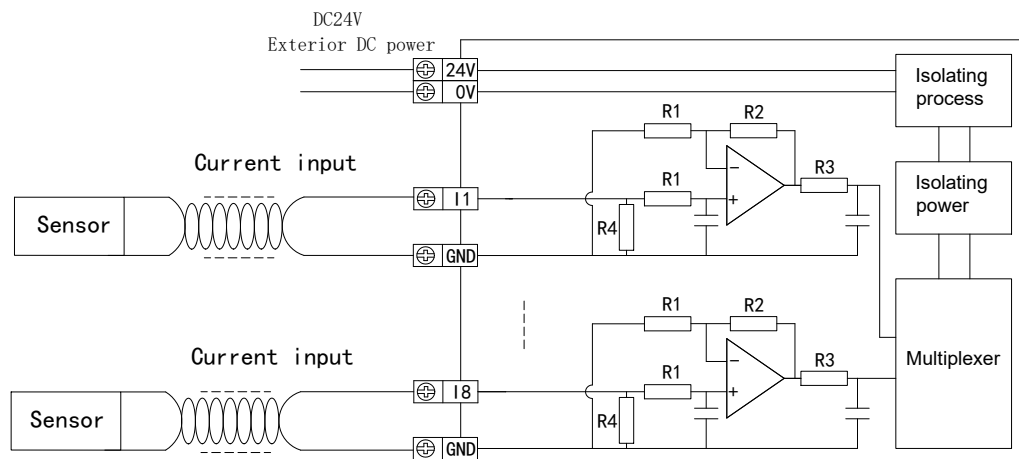 DC24V
Exterior DC power
24V
0V
Isolating
process
R1
R2
Current input
R3
Isolating
power
R1
I1
Sensor
R4
GND
−
+
R1
R2
Current input
R3
Multiplexer
R1
I8
Sensor
R4
GND
−
+